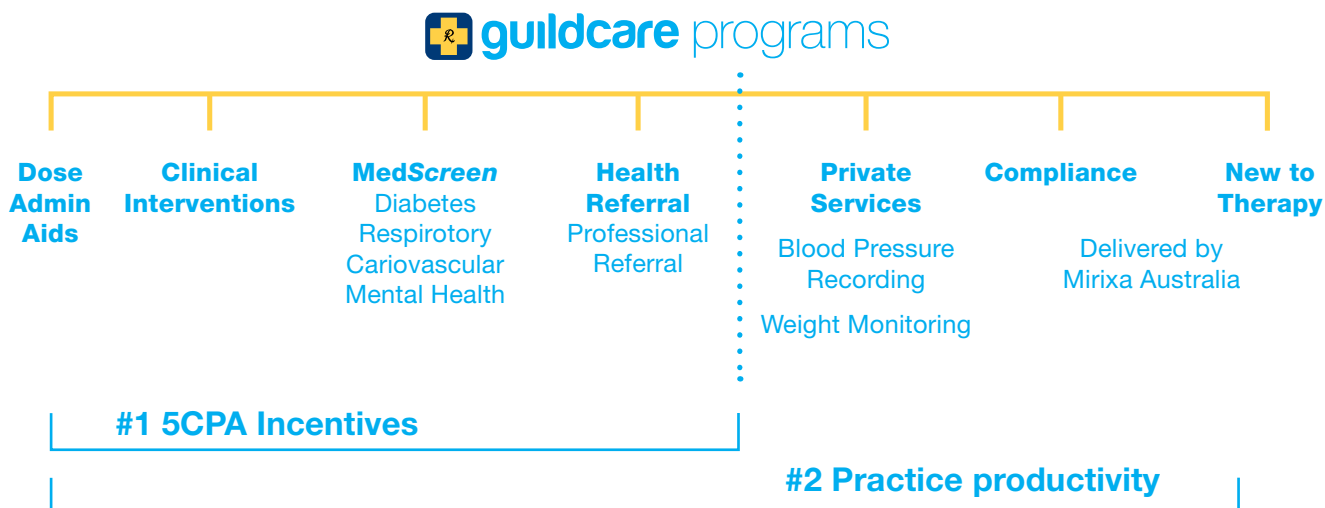 guildcare programs
Dose
Admin
Aids
Clinical
Interventions
MedScreen
Diabetes
Respirotory
Cariovascular
Mental Health
Health
Referral
Professional
Referral
Private
Services
Blood Pressure
Recording
Weight Monitoring
Compliance
New to
Therapy
Delivered by
Mirixa Australia
#1 5CPA Incentives
#2 Practice productivity